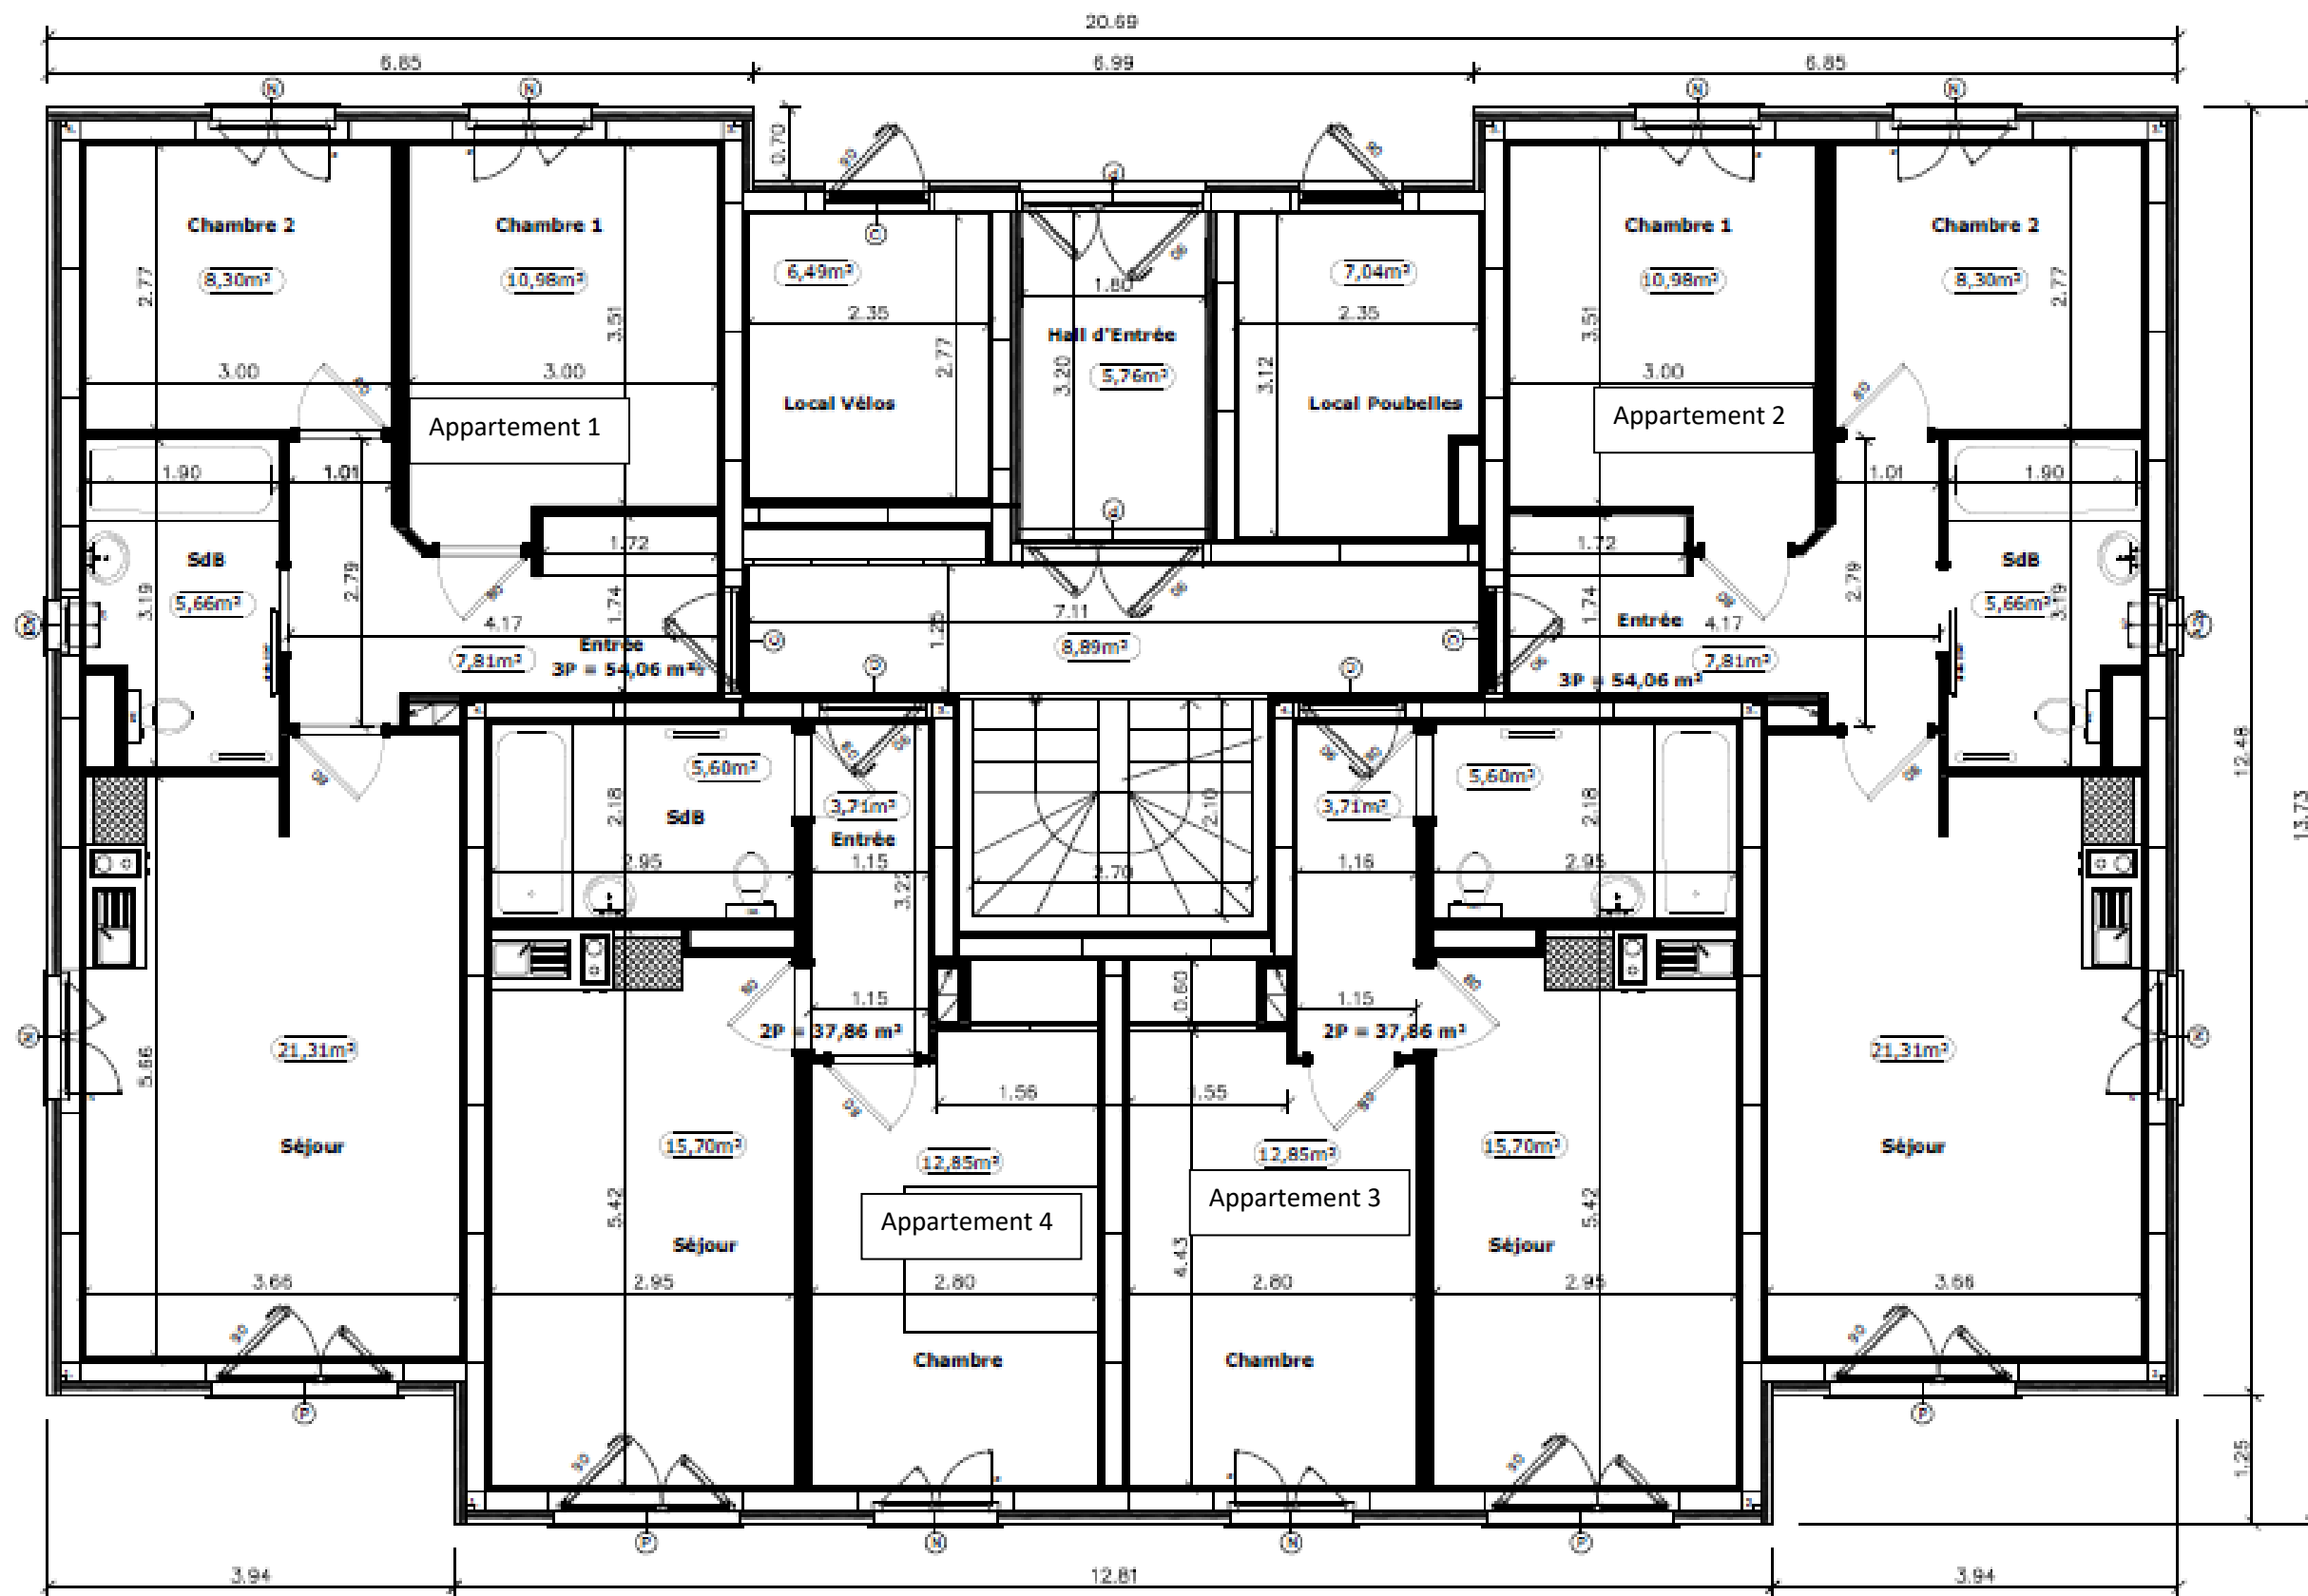 20.69
6.85
6.99
6.85
N
N
N
N
0.70
90
90
P
Chambre 2
Chambre 1
Chambre 1
Chambre 2
8,30m²
10,98m²
6,49m²
7,04m²
10,98m²
8,30m²
C
2.77
3.51
1.80
2.35
2.35
Hall d'Entrée
5,76m²
2.77
3.20
3.12
3.51
2.77
3.00
3.00
3.00
Local Vélos
Local Poubelles
Appartement 1
Appartement 2
1.90
1.01
1.01
1.90
P
1.72
1.72
SdB
SdB
5,66m²
5,66m²
3.19
2.79
1.74
7.11
1.25
1.74
2.79
3.19
4.17
Entrée
Entrée
4.17
7,81m²
3P = 54,06 m²
8,89m²
7,81m²
3P = 54,06 m²
5,60m²
5,60m²
12.48
13.73
3,71m²
3,71m²
2.18
SdB
Entrée
2.10
2.18
2.95
1.15
2.70
1.16
2.95
3.22
1.15
0.60
1.15
2P = 37,86 m²
2P = 37,86 m²
21,31m²
21,31m²
5.66
1.56
1.55
Séjour
15,70m²
12,85m²
12,85m²
15,70m²
Séjour
Appartement 4
Appartement 3
5.42
4.43
5.42
Séjour
Séjour
3.66
2.95
2.80
2.80
2.95
3.66
Chambre
Chambre
P
P
1.25
P
N
N
P
3.94
12.81
3.94